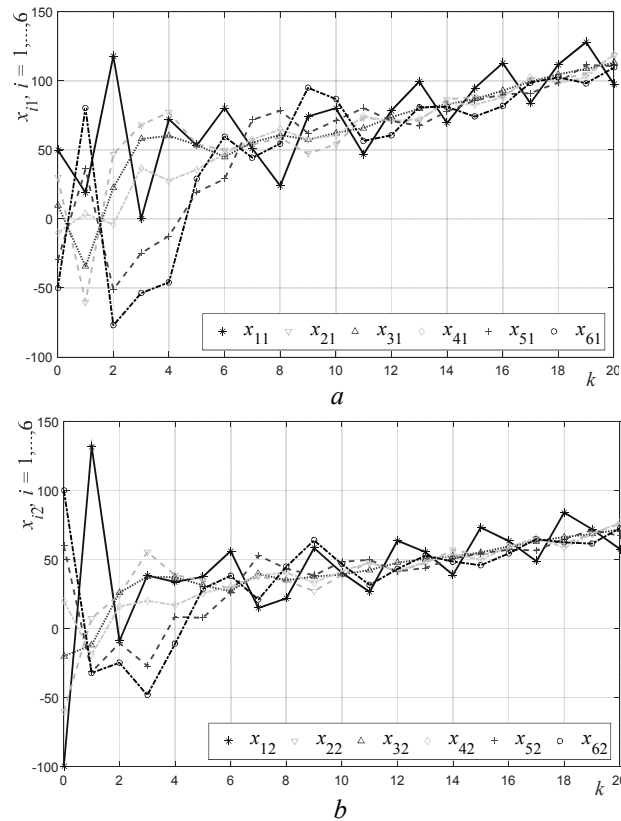 x_{i1}, i = 1,...,6
150
100
50
0
-50
-100
x_{11} x_{21} x_{31} x_{41} x_{51} x_{61}
0 2 4 6 8 10 12 14 16 18 20
k
a
x_{i2}, i = 1,...,6
150
100
50
0
-50
-100
x_{12} x_{22} x_{32} x_{42} x_{52} x_{62}
0 2 4 6 8 10 12 14 16 18 20
k
b